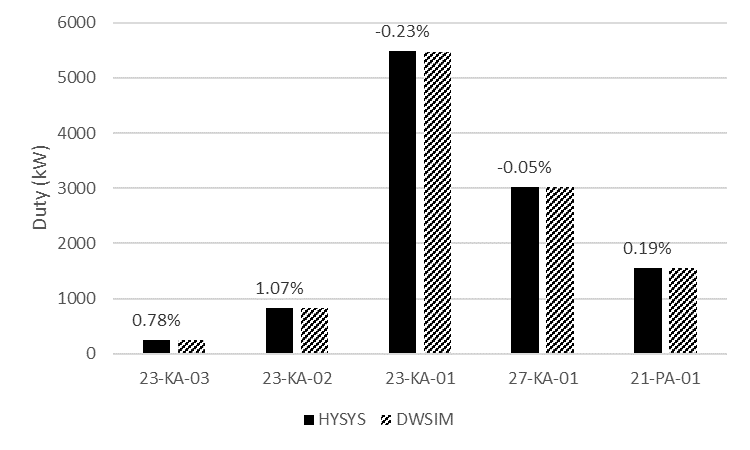 6000
5000
4000
3000
2000
1000
0
Duty (kW)
0.78%
1.07%
-0.23%
-0.05%
0.19%
23-KA-03
23-KA-02
23-KA-01
27-KA-01
21-PA-01
HYSYS
DWSIM